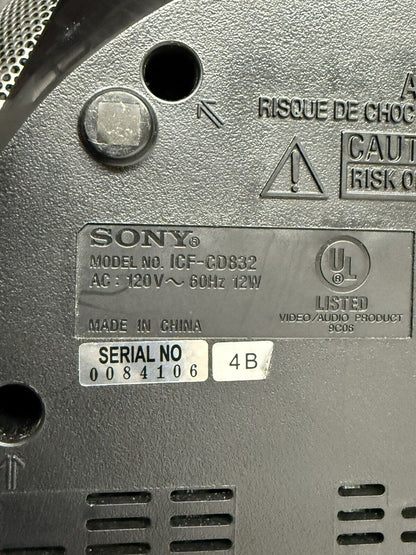 A
RISQUE DE CHOC
CAUT
RISK O
SONY®
MODEL NO. ICF-CD832
AC : 120V~ 60Hz 12W
MADE IN CHINA
UL
®
LISTED
VIDEO/AUDIO PRODUCT
9C06
SERIAL NO
0084106
4B